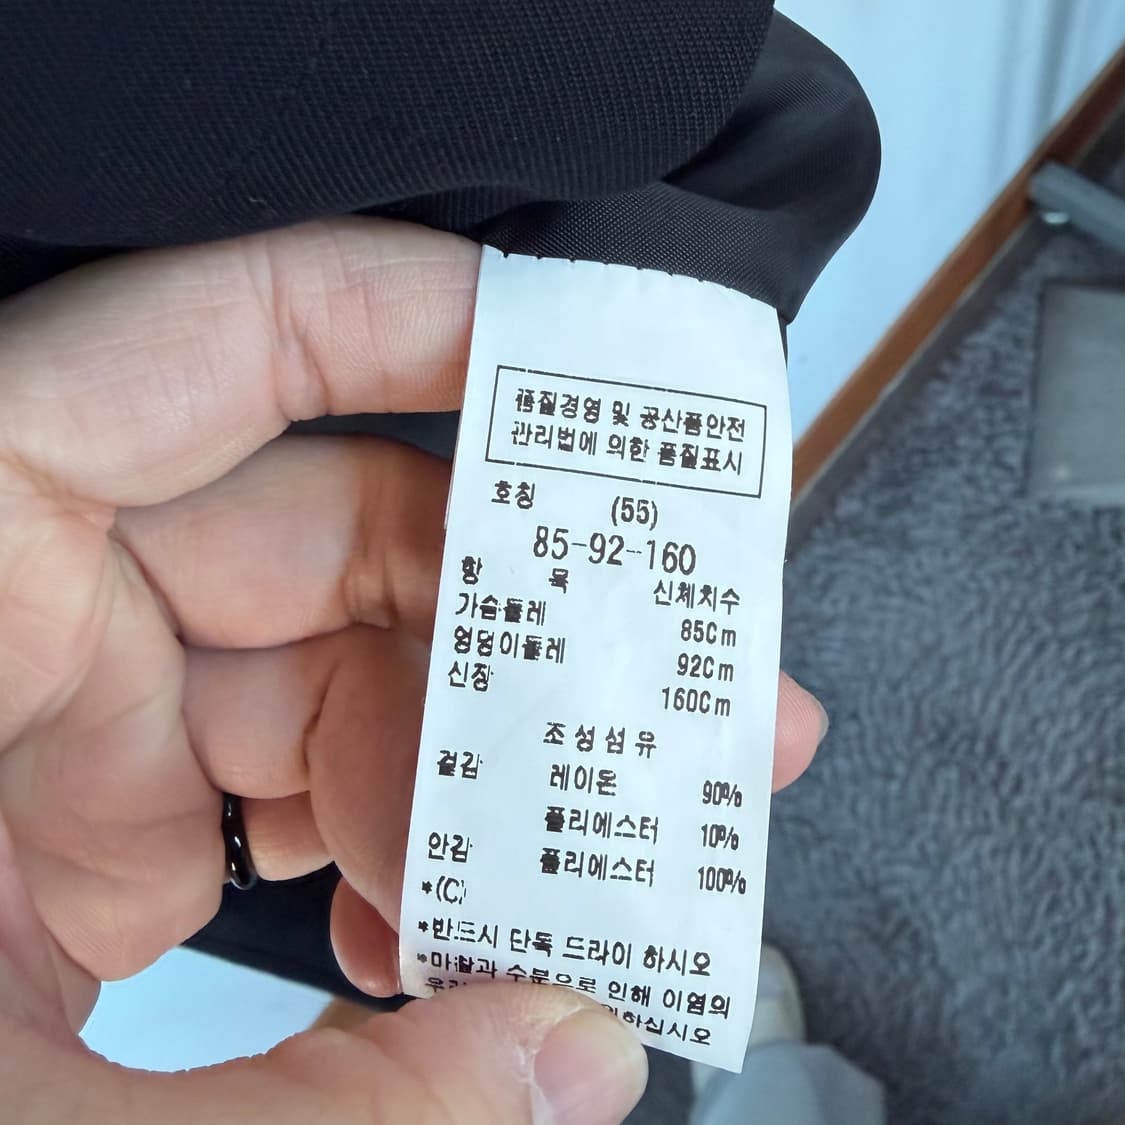 품질경영 및 공산품안전
관리법에 의한 품질표시
호칭 (55)
85-92-160
항 목 신체치수
가슴둘레 85Cm
엉덩이둘레 92Cm
신장 160Cm
조성섬유
겉감 레이온 90%
폴리에스터 10%
안감 폴리에스터 100%
*(C)
*반드시 단독 드라이 하시오
*마찰과 수분으로 인해 이염의
하십시오